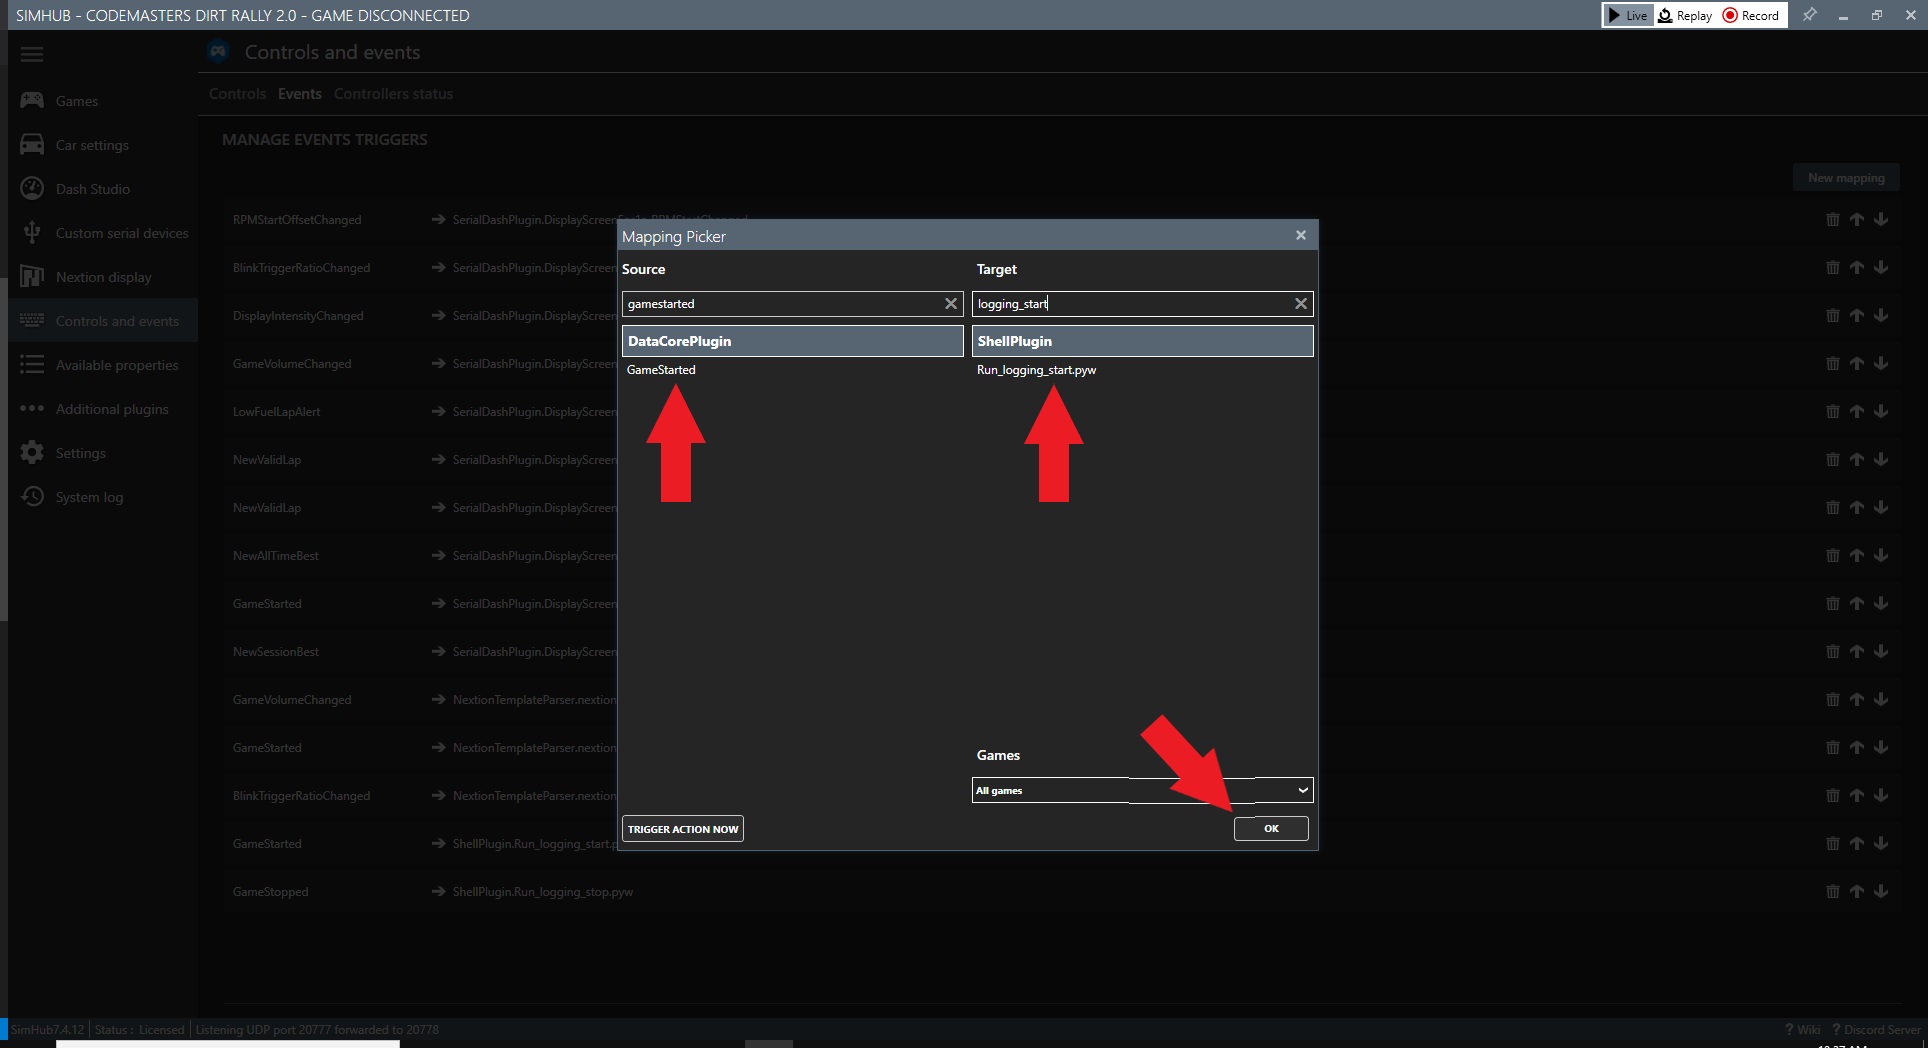 SIMHUB - CODEMASTERS DIRT RALLY 2.0 - GAME DISCONNECTED
Live Replay Record
Controls and events
Controls Events Controllers status
Games
Car settings
Dash Studio
Custom serial devices
Nextion display
Controls and events
Available properties
Additional plugins
Settings
System log
MANAGE EVENTS TRIGGERS
New mapping
RPMStartOffsetChanged SerialDashPlugin.DisplayScreen
BlinkTriggerRatioChanged SerialDashPlugin.DisplayScreen
DisplayIntensityChanged SerialDashPlugin.DisplayScreen
GameVolumeChanged SerialDashPlugin.DisplayScreen
LowFuelLapAlert SerialDashPlugin.DisplayScreen
NewValidLap SerialDashPlugin.DisplayScreen
NewValidLap SerialDashPlugin.DisplayScreen
NewAllTimeBest SerialDashPlugin.DisplayScreen
GameStarted SerialDashPlugin.DisplayScreen
NewSessionBest SerialDashPlugin.DisplayScreen
GameVolumeChanged NextionTemplateParser.nextion
GameStarted NextionTemplateParser.nextion
BlinkTriggerRatioChanged NextionTemplateParser.nextion
GameStarted ShellPlugin.Run_logging_start.p
GameStopped ShellPlugin.Run_logging_stop.pyw
Mapping Picker
Source Target
gamestarted logging_start
DataCorePlugin ShellPlugin
GameStarted Run_logging_start.pyw
Games
All games
TRIGGER ACTION NOW OK
SimHub7.4.12 Status : Licensed Listening UDP port 20777 forwarded to 20778 ? Wiki ? Discord Server